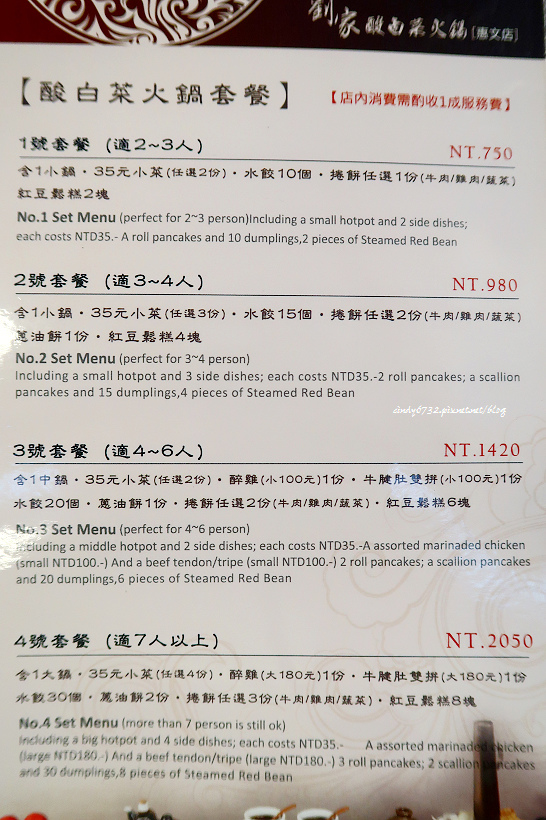 劉家酸白菜火鍋[惠文店]
【酸白菜火鍋套餐】
【店內消費需酌收1成服務費】
1號套餐 (適2~3人)
NT.750
含1小鍋・35元小菜(任選2份)・水餃10個・捲餅任選1份(牛肉/雞肉/蔬菜)
紅豆鬆糕2塊
No.1 Set Menu (perfect for 2~3 person)Including a small hotpot and 2 side dishes;
each costs NTD35.- A roll pancakes and 10 dumplings,2 pieces of Steamed Red Bean
2號套餐 (適3~4人)
NT.980
含1小鍋・35元小菜(任選3份)・水餃15個・捲餅任選2份(牛肉/雞肉/蔬菜)
蔥油餅1份・紅豆鬆糕4塊
No.2 Set Menu (perfect for 3~4 person)
Including a small hotpot and 3 side dishes; each costs NTD35.-2 roll pancakes; a scallion
pancakes and 15 dumplings,4 pieces of Steamed Red Bean
cindy6732.pixnet.net/blog
3號套餐 (適4~6人)
NT.1420
含1中鍋・35元小菜(任選2份)・醉雞(小100元)1份・牛腱肚雙拼(小100元)1份
水餃20個・蔥油餅1份・捲餅任選2份(牛肉/雞肉/蔬菜)・紅豆鬆糕6塊
No.3 Set Menu (perfect for 4~6 person)
Including a middle hotpot and 2 side dishes; each costs NTD35.-A assorted marinaded chicken
(small NTD100.-) And a beef tendon/tripe (small NTD100.-) 2 roll pancakes; a scallion pancakes
and 20 dumplings,6 pieces of Steamed Red Bean
4號套餐 (適7人以上)
NT.2050
含1大鍋・35元小菜(任選4份)・醉雞(大180元)1份・牛腱肚雙拼(大180元)1份
水餃30個・蔥油餅2份・捲餅任選3份(牛肉/雞肉/蔬菜)・紅豆鬆糕8塊
No.4 Set Menu (more than 7 person is still ok)
Including a big hotpot and 4 side dishes; each costs NTD35.- A assorted marinaded chicken
(large NTD180.-) And a beef tendon/tripe (large NTD180.-) 3 roll pancakes; 2 scallion pancakes
and 30 dumplings,8 pieces of Steamed Red Bean